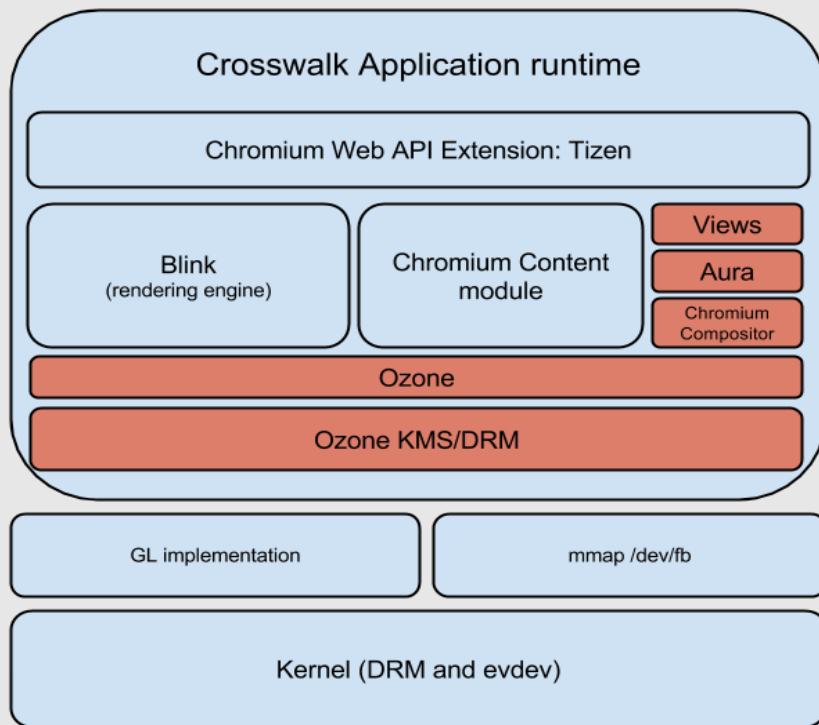 Crosswalk Application runtime
Chromium Web API Extension: Tizen
Blink
(rendering engine)
Chromium Content
module
Views
Aura
Chromium
Compositor
Ozone
Ozone KMS/DRM
GL implementation
mmap /dev/fb
Kernel (DRM and evdev)